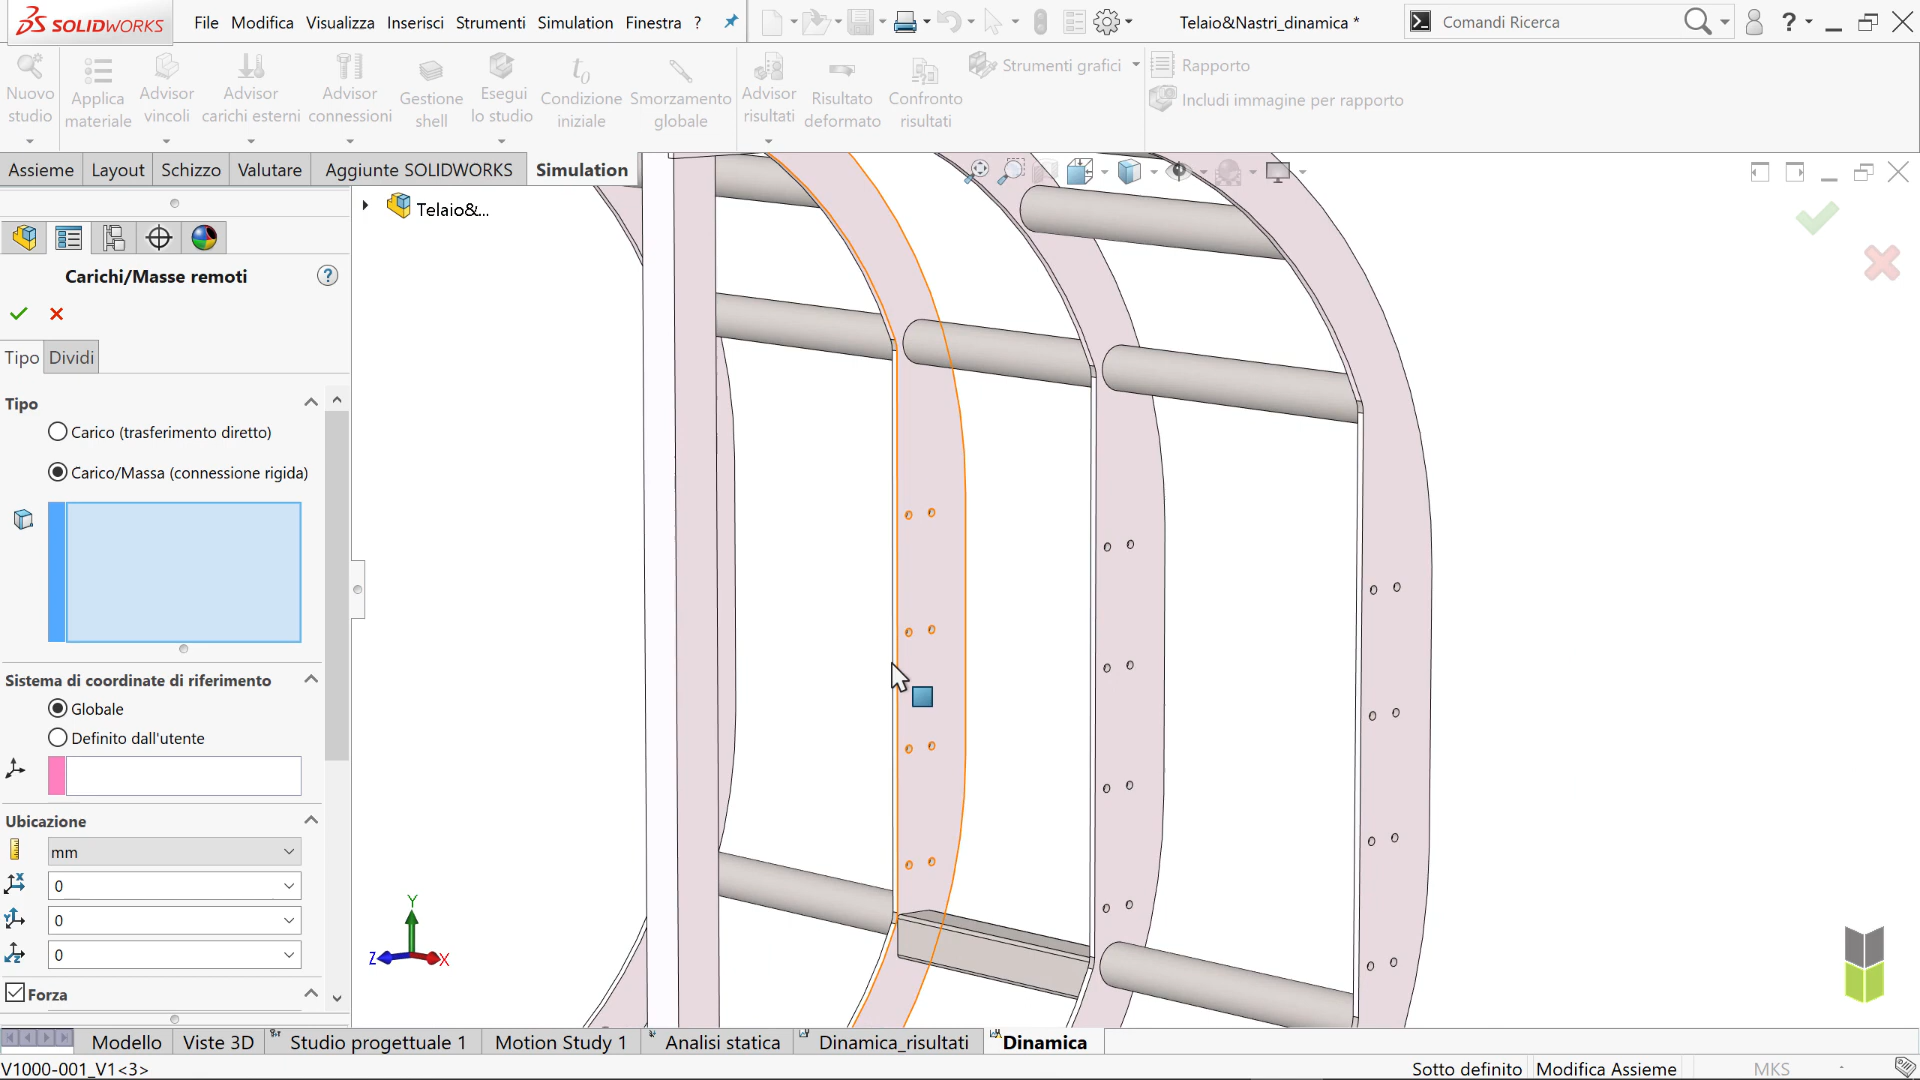 SOLIDWORKS File Modifica Visualizza Inserisci Strumenti Simulation Finestra ? Telaio&Nastri_dinamica * Comandi Ricerca ?
Nuovo studio
Applica materiale
Advisor vincoli
Advisor carichi esterni
Advisor connessioni
Gestione shell
Esegui lo studio
Condizione iniziale
Smorzamento globale
Advisor risultati
Risultato deformato
Confronto risultati
Strumenti grafici
Rapporto
Includi immagine per rapporto
Assieme Layout Schizzo Valutare Aggiunte SOLIDWORKS Simulation
Telaio&...
Carichi/Masse remoti ?
Tipo Dividi
Tipo
Carico (trasferimento diretto)
Carico/Massa (connessione rigida)
Sistema di coordinate di riferimento
Globale
Definito dall'utente
Ubicazione
mm
0
0
0
Forza
Y
Z X
Modello Viste 3D Studio progettuale 1 Motion Study 1 Analisi statica Dinamica_risultati Dinamica
V1000-001_V1<3> Sotto definito Modifica Assieme MKS -